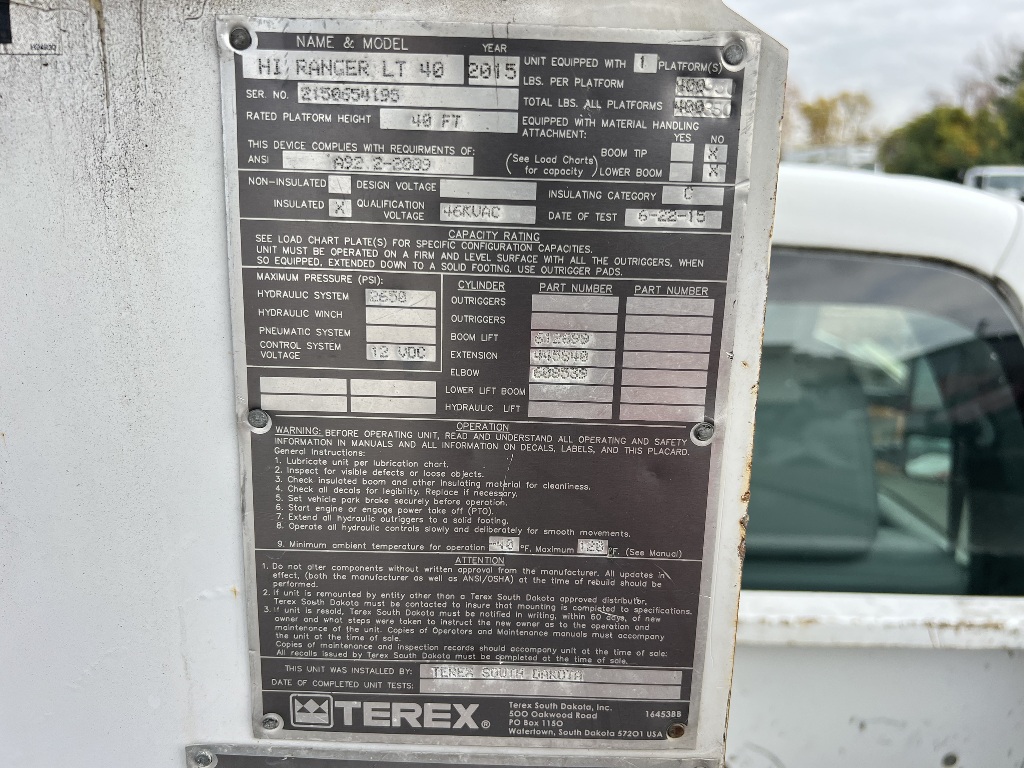 NAME & MODEL YEAR
HI RANGER LT 40 2015
UNIT EQUIPPED WITH 1 PLATFORM(S)
LBS. PER PLATFORM 400
SER. NO. 2150654195
TOTAL LBS. ALL PLATFORMS 400
RATED PLATFORM HEIGHT 40 FT
EQUIPPED WITH MATERIAL HANDLING
ATTACHMENT: YES NO
THIS DEVICE COMPLIES WITH REQUIRMENTS OF:
ANSI A92.2-2009
(See Load Charts for capacity)
BOOM TIP X
LOWER BOOM X
NON-INSULATED DESIGN VOLTAGE INSULATING CATEGORY C
INSULATED X QUALIFICATION VOLTAGE 46KVAC DATE OF TEST 6-22-15
CAPACITY RATING
SEE LOAD CHART PLATE(S) FOR SPECIFIC CONFIGURATION CAPACITIES.
UNIT MUST BE OPERATED ON A FIRM AND LEVEL SURFACE WITH ALL THE OUTRIGGERS, WHEN
SO EQUIPPED, EXTENDED DOWN TO A SOLID FOOTING. USE OUTRIGGER PADS.
MAXIMUM PRESSURE (PSI):
HYDRAULIC SYSTEM 2650
HYDRAULIC WINCH
PNEUMATIC SYSTEM
CONTROL SYSTEM
VOLTAGE 12 VDC
CYLINDER PART NUMBER PART NUMBER
OUTRIGGERS
OUTRIGGERS
BOOM LIFT
EXTENSION 445540
ELBOW
LOWER LIFT BOOM
HYDRAULIC LIFT
OPERATION
WARNING: BEFORE OPERATING UNIT, READ AND UNDERSTAND ALL OPERATING AND SAFETY
INFORMATION IN MANUALS AND ALL INFORMATION ON DECALS, LABELS, AND THIS PLACARD.
General Instructions:
1. Lubricate unit per lubrication chart.
2. Inspect for visible defects or loose objects.
3. Check insulated boom and other insulating material for cleanliness.
4. Check all decals for legibility. Replace if necessary.
5. Set vehicle park brake securely before operation.
6. Start engine or engage power take off (PTO).
7. Extend all hydraulic outriggers to a solid footing.
8. Operate all hydraulic controls slowly and deliberately for smooth movements.
9. Minimum ambient temperature for operation -40 °F, Maximum 120 °F. (See Manual)
ATTENTION
1. Do not alter components without written approval from the manufacturer. All updates in
effect, (both the manufacturer as well as ANSI/OSHA) at the time of rebuild should be
performed.
2. If unit is remounted by entity other than a Terex South Dakota approved distributor,
Terex South Dakota must be contacted to insure that mounting is completed to specifications.
3. If unit is resold, Terex South Dakota must be notified in writing, within 60 days, of new
owner and what steps were taken to instruct the new owner as to the operation and
maintenance of the unit. Copies of Operators and Maintenance manuals must accompany
the unit at the time of sale.
Copies of maintenance and inspection records should accompany unit at the time of sale.
All recalls issued by Terex South Dakota must be completed at the time of sale.
THIS UNIT WAS INSTALLED BY: TEREX SOUTH DAKOTA
DATE OF COMPLETED UNIT TESTS:
TEREX®
Terex South Dakota, Inc.
500 Oakwood Road
PO Box 1150
Watertown, South Dakota 57201 USA
164538B